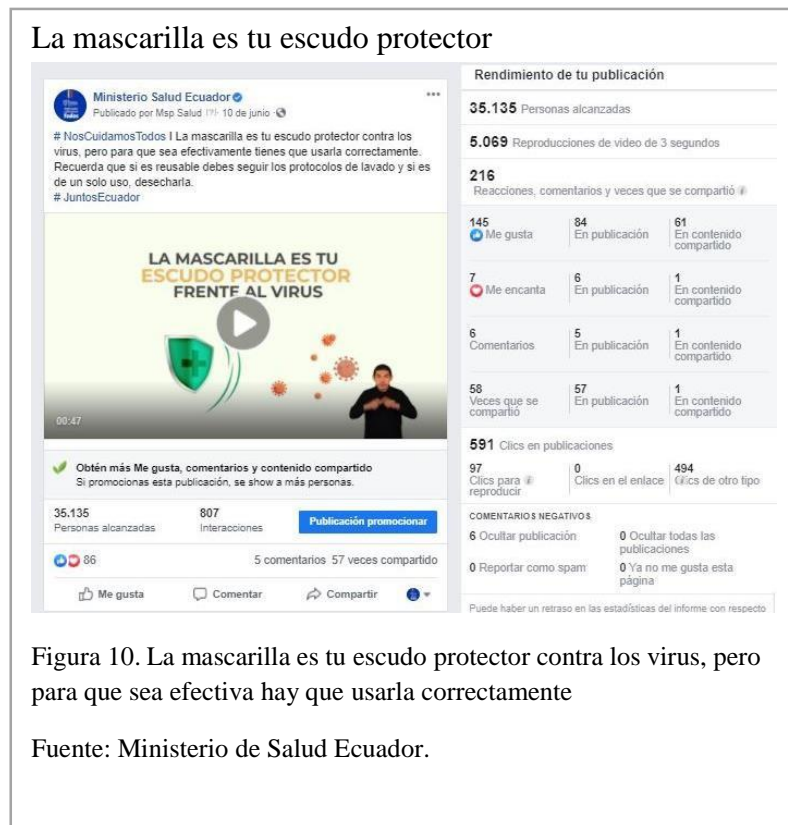 La mascarilla es tu escudo protector
Ministerio Salud Ecuador
Publicado por Msp Salud · 10 de junio ·
# NosCuidamosTodos I La mascarilla es tu escudo protector contra los
virus, pero para que sea efectivamente tienes que usarla correctamente.
Recuerda que si es reusable debes seguir los protocolos de lavado y si es
de un solo uso, desecharla.
# JuntosEcuador
LA MASCARILLA ES TU
ESCUDO PROTECTOR
FRENTE AL VIRUS
00:47
Obtén más Me gusta, comentarios y contenido compartido
Si promocionas esta publicación, se show a más personas.
35.135
Personas alcanzadas
807
Interacciones
Publicación promocionar
86
5 comentarios 57 veces compartido
Me gusta
Comentar
Compartir
Rendimiento de tu publicación
35.135 Personas alcanzadas
5.069 Reproducciones de video de 3 segundos
216
Reacciones, comentarios y veces que se compartió
145
Me gusta
84
En publicación
61
En contenido
compartido
7
Me encanta
6
En publicación
1
En contenido
compartido
6
Comentarios
5
En publicación
1
En contenido
compartido
58
Veces que se
compartió
57
En publicación
1
En contenido
compartido
591 Clics en publicaciones
97
Clics para
reproducir
0
Clics en el enlace
494
Clics de otro tipo
COMENTARIOS NEGATIVOS
6 Ocultar publicación
0 Ocultar todas las
publicaciones
0 Reportar como spam
0 Ya no me gusta esta
página
Puede haber un retraso en las estadísticas del informe con respecto
Figura 10. La mascarilla es tu escudo protector contra los virus, pero
para que sea efectiva hay que usarla correctamente
Fuente: Ministerio de Salud Ecuador.